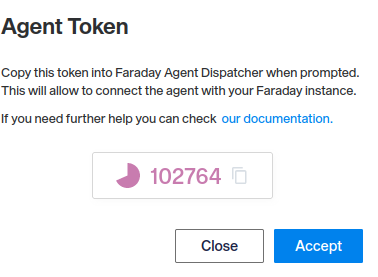 Agent Token
Copy this token into Faraday Agent Dispatcher when prompted.
This will allow to connect the agent with your Faraday instance.
If you need further help you can check our documentation.
102764
Close Accept